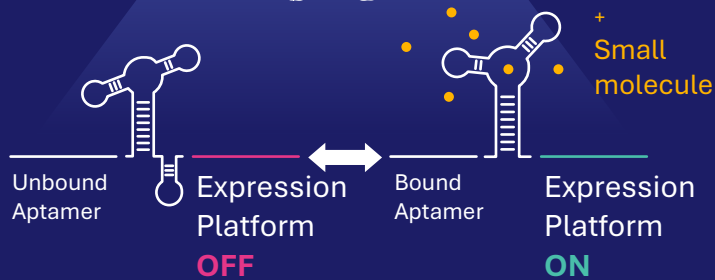 +
Small
molecule
Unbound
Aptamer
Expression
Platform
OFF
Bound
Aptamer
Expression
Platform
ON